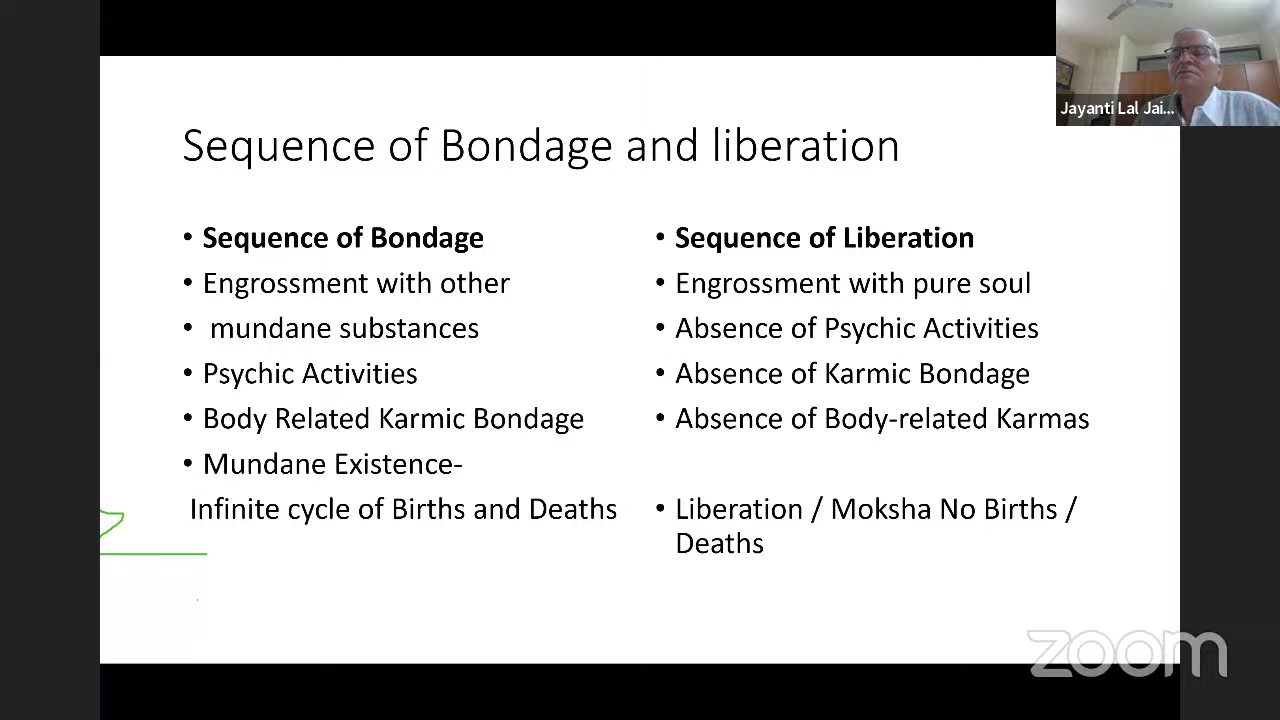 Jayanti Lal Jai...
Sequence of Bondage and liberation
• Sequence of Bondage
• Engrossment with other
• mundane substances
• Psychic Activities
• Body Related Karmic Bondage
• Mundane Existence-
Infinite cycle of Births and Deaths
• Sequence of Liberation
• Engrossment with pure soul
• Absence of Psychic Activities
• Absence of Karmic Bondage
• Absence of Body-related Karmas
• Liberation / Moksha No Births /
Deaths
zoom